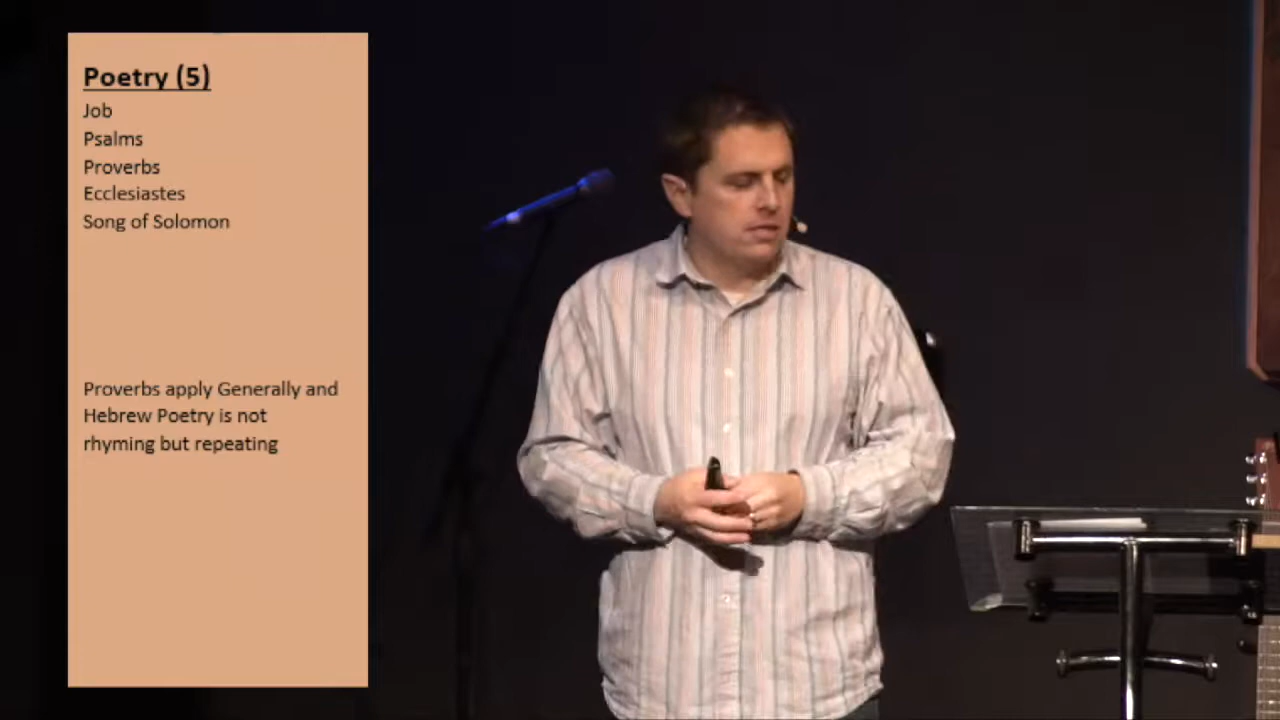 Poetry (5)
Job
Psalms
Proverbs
Ecclesiastes
Song of Solomon
Proverbs apply Generally and
Hebrew Poetry is not
rhyming but repeating